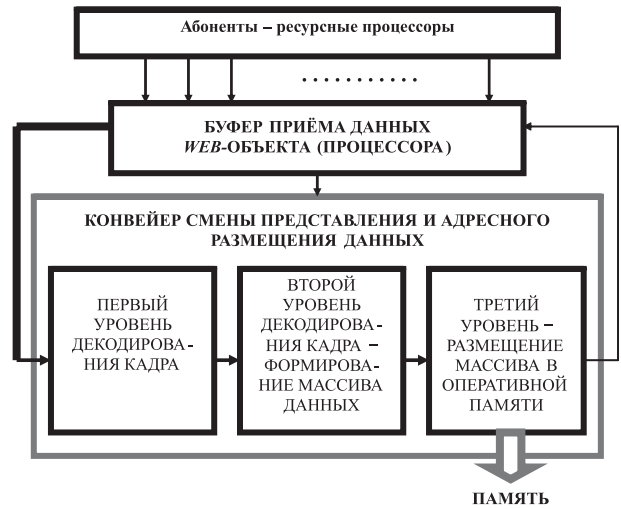 Абоненты – ресурсные процессоры
БУФЕР ПРИЁМА ДАННЫХ
WEB-ОБЪЕКТА (ПРОЦЕССОРА)
КОНВЕЙЕР СМЕНЫ ПРЕДСТАВЛЕНИЯ И АДРЕСНОГО
РАЗМЕЩЕНИЯ ДАННЫХ
ПЕРВЫЙ
УРОВЕНЬ
ДЕКОДИРОВА-
НИЯ КАДРА
ВТОРОЙ
УРОВЕНЬ
ДЕКОДИРОВА-
НИЯ КАДРА –
ФОРМИРОВА-
НИЕ МАССИВА
ДАННЫХ
ТРЕТИЙ
УРОВЕНЬ –
РАЗМЕЩЕНИЕ
МАССИВА В
ОПЕРАТИВНОЙ
ПАМЯТИ
ПАМЯТЬ